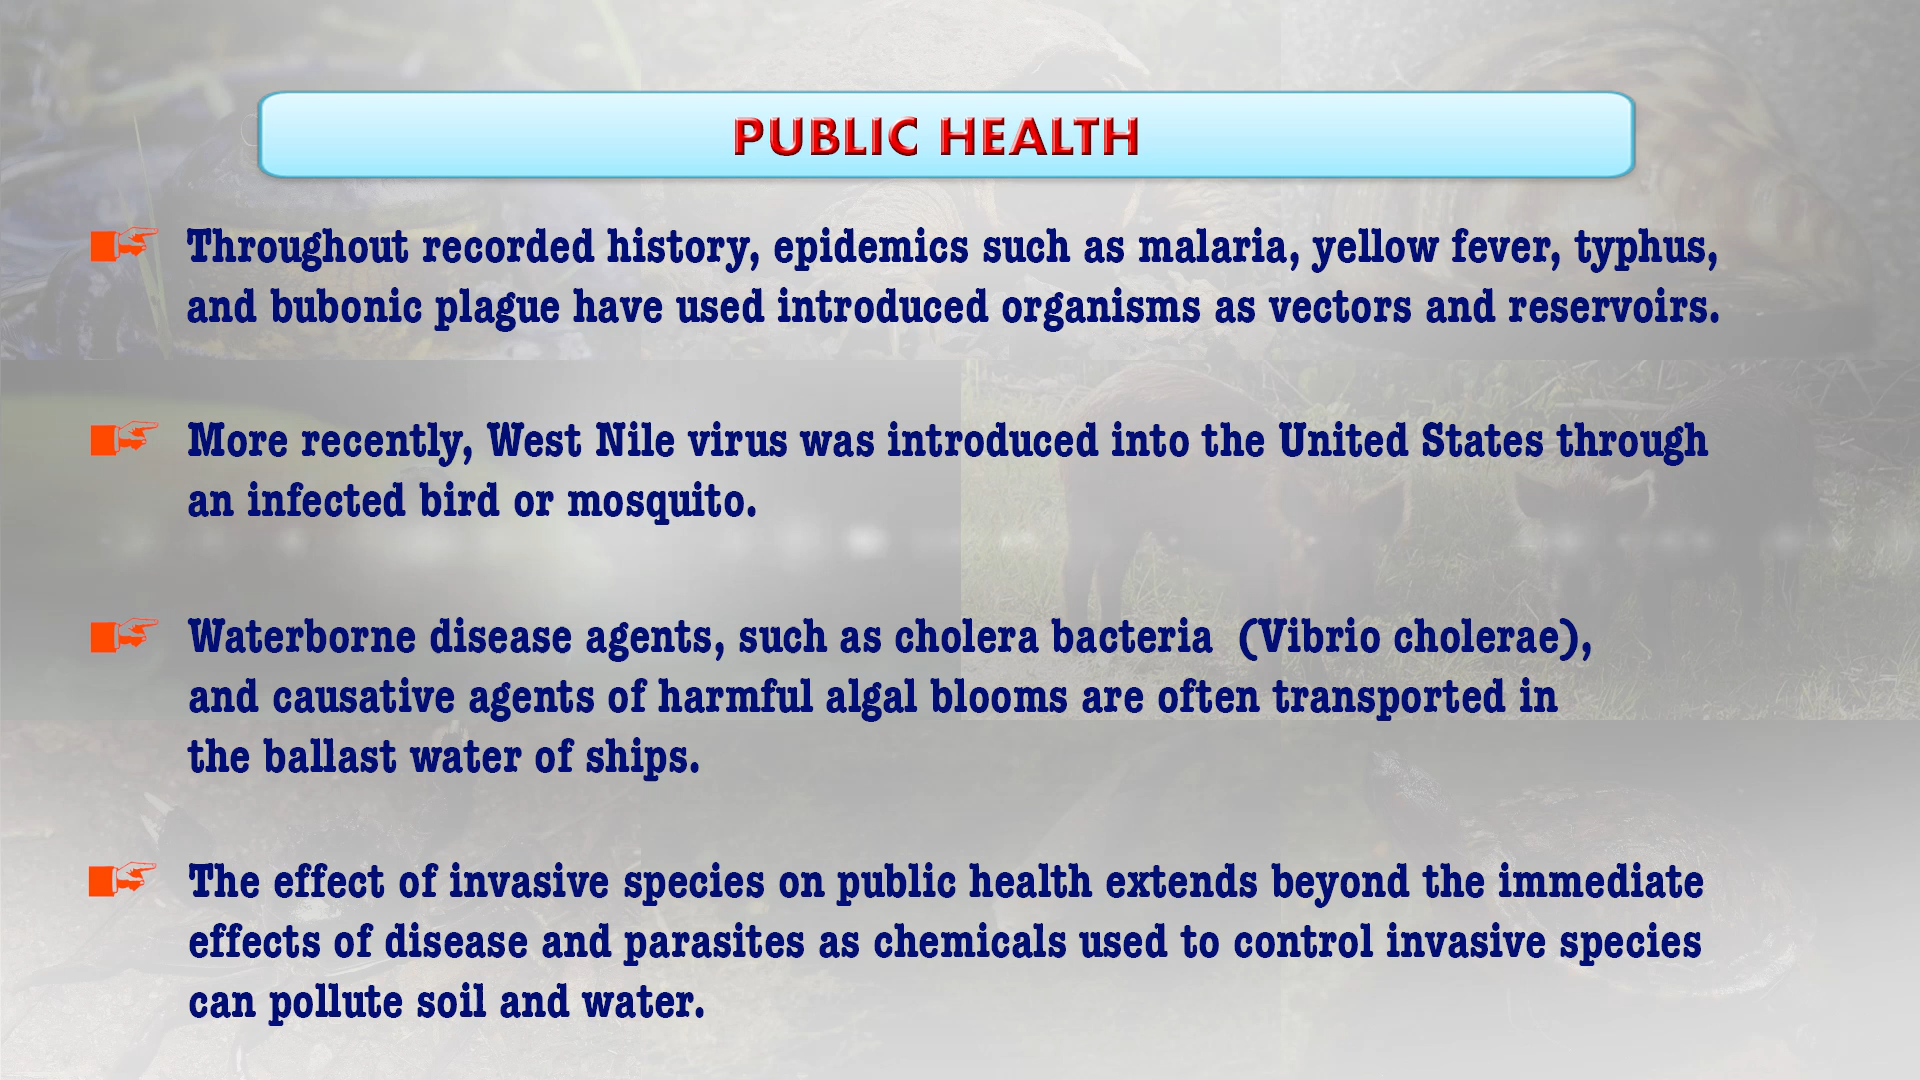 PUBLIC HEALTH
Throughout recorded history, epidemics such as malaria, yellow fever, typhus,
and bubonic plague have used introduced organisms as vectors and reservoirs.
More recently, West Nile virus was introduced into the United States through
an infected bird or mosquito.
Waterborne disease agents, such as cholera bacteria  (Vibrio cholerae),
and causative agents of harmful algal blooms are often transported in
the ballast water of ships.
The effect of invasive species on public health extends beyond the immediate
effects of disease and parasites as chemicals used to control invasive species
can pollute soil and water.